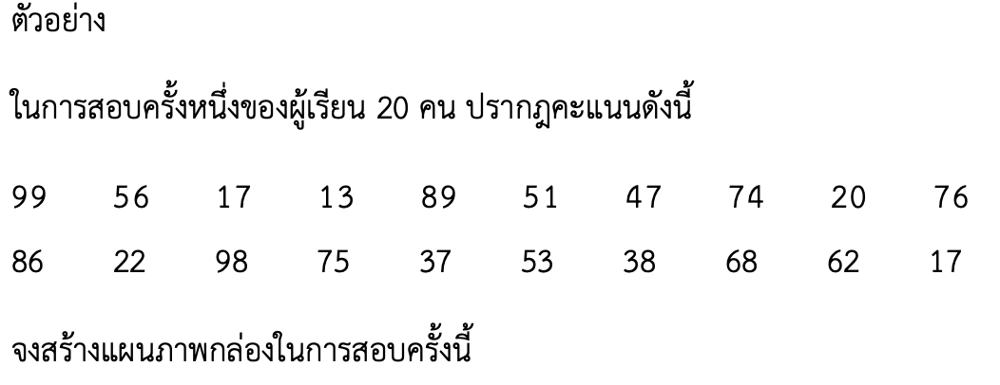 ตัวอย่าง
ในการสอบครั้งหนึ่งของผู้เรียน 20 คน ปรากฎคะแนนดังนี้
99 56 17 13 89 51 47 74 20 76
86 22 98 75 37 53 38 68 62 17
จงสร้างแผนภาพกล่องในการสอบครั้งนี้